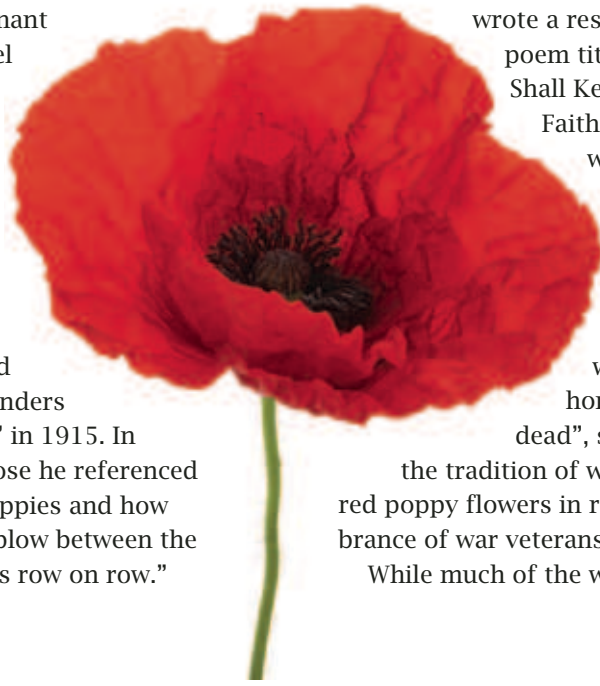 nant
el
d
nders
” in 1915. In
ose he referenced
ppies and how
blow between the
s row on row.”
wrote a res
poem tit
Shall Ke
Faith
w
w
hon
dead”, s
the tradition of w
red poppy flowers in r
brance of war veterans
While much of the w